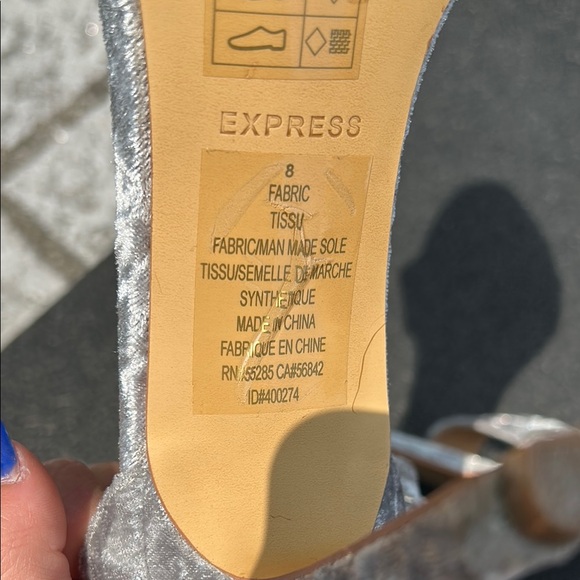 EXPRESS
8
FABRIC
TISSU
FABRIC/MAN MADE SOLE
TISSU/SEMELLE DE MARCHE
SYNTHETIQUE
MADE IN CHINA
FABRIQUE EN CHINE
RN 55285 CA#56842
ID#400274